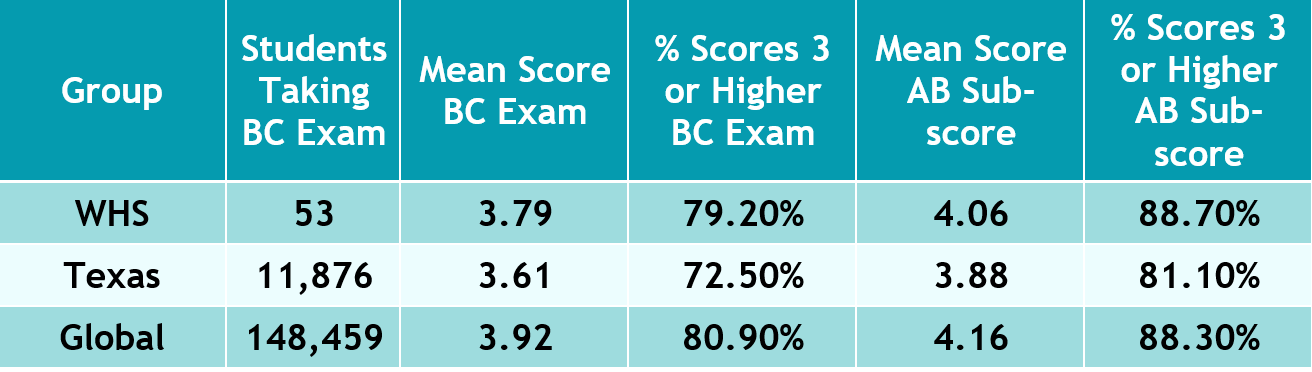 Group
Students
Taking
BC Exam
Mean Score
BC Exam
% Scores 3
or Higher
BC Exam
Mean Score
AB Sub-
score
% Scores 3
or Higher
AB Sub-
score
WHS 53 3.79 79.20% 4.06 88.70%
Texas 11,876 3.61 72.50% 3.88 81.10%
Global 148,459 3.92 80.90% 4.16 88.30%